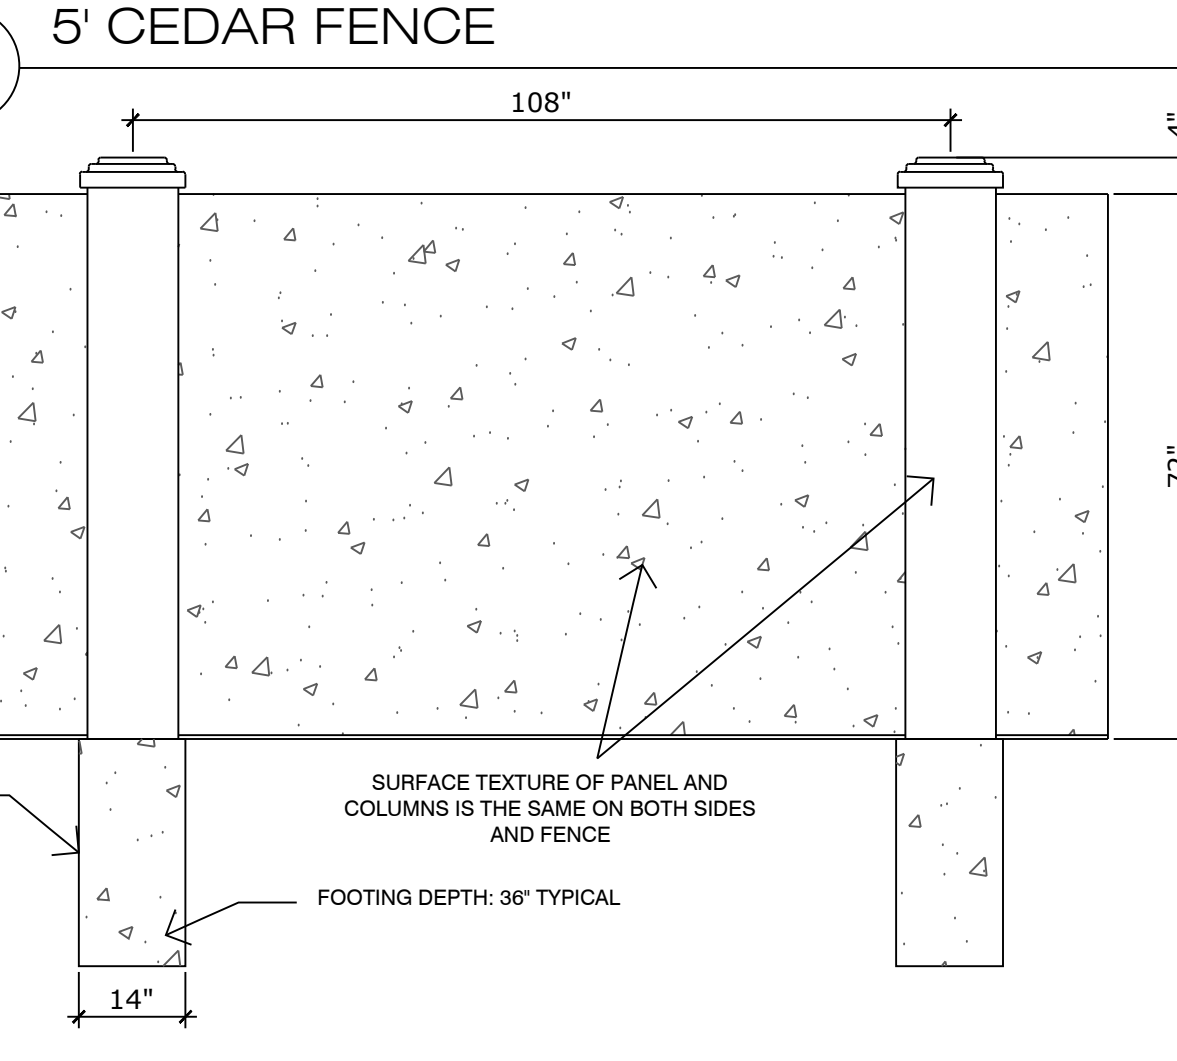 5' CEDAR FENCE
108"
4"
SURFACE TEXTURE OF PANEL AND
COLUMNS IS THE SAME ON BOTH SIDES
AND FENCE
FOOTING DEPTH: 36" TYPICAL
14"